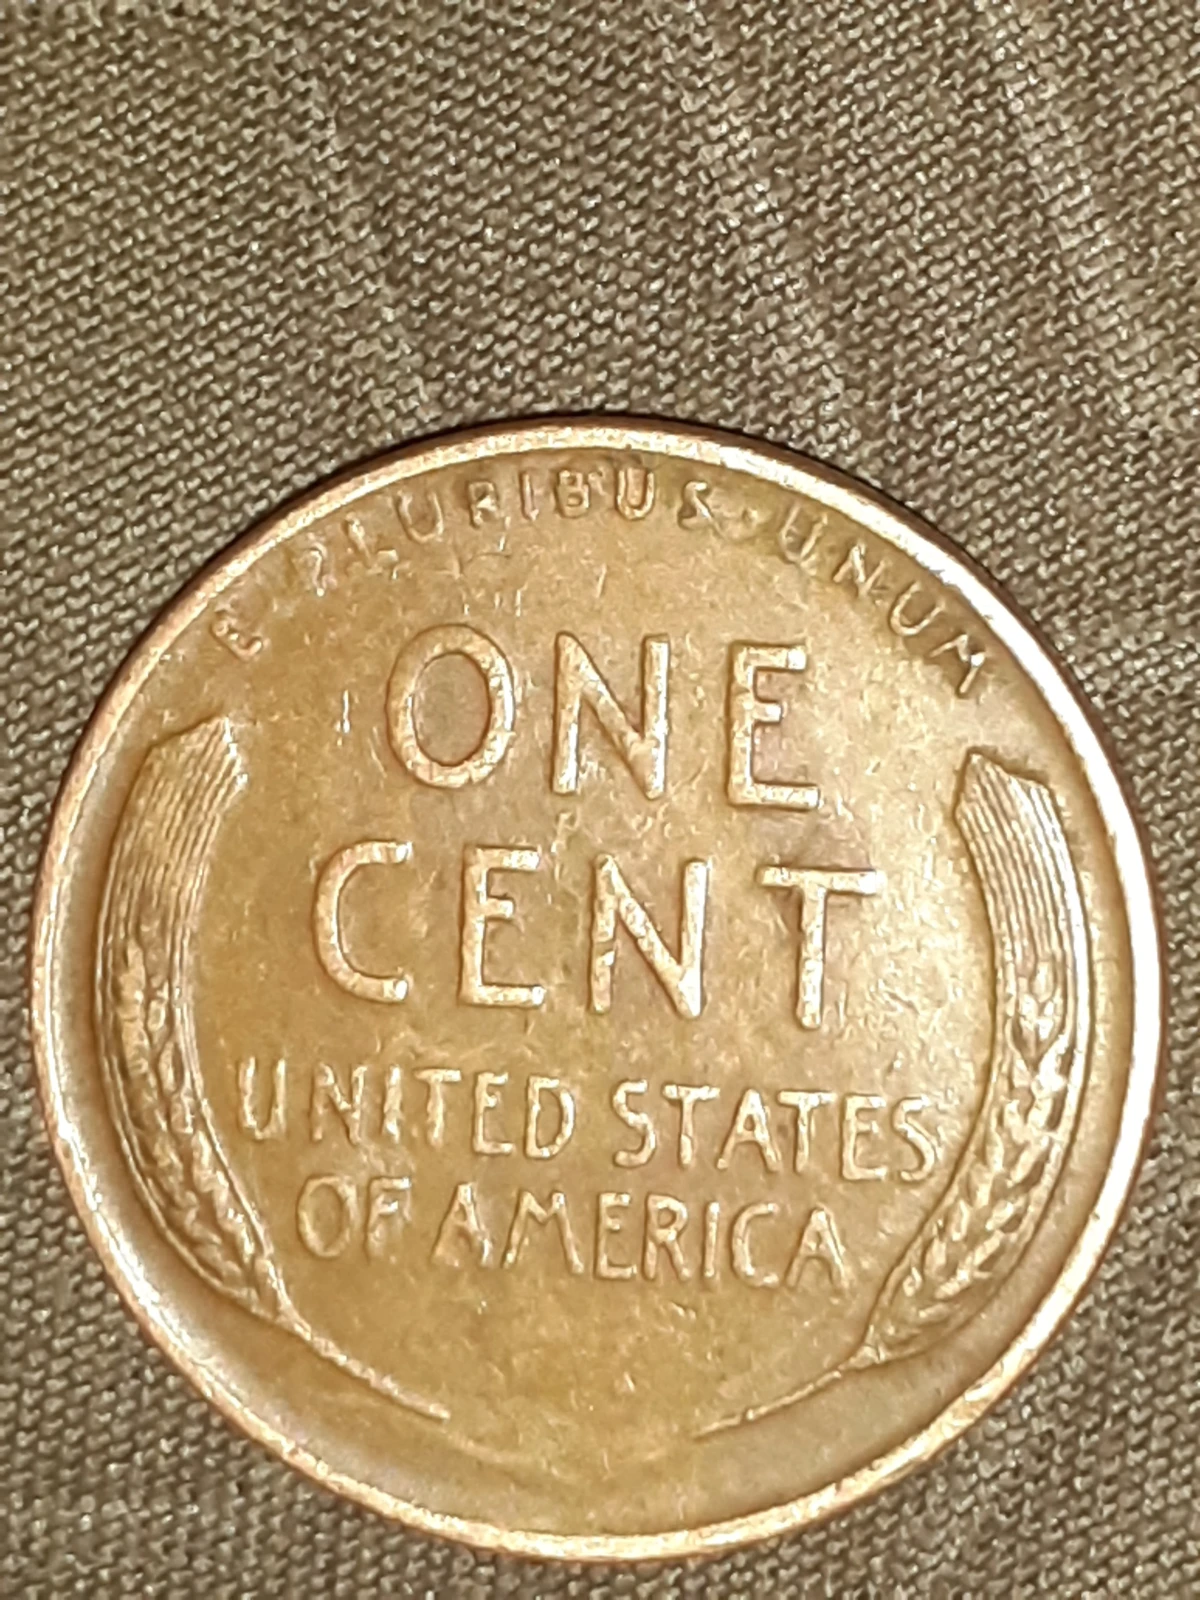 E PLURIBUS · UNUM
ONE
CENT
UNITED STATES
OF AMERICA